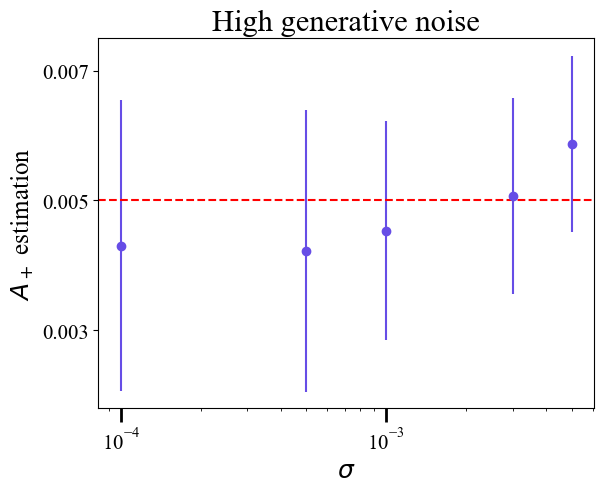 High generative noise
A₊ estimation
0.007
0.005
0.003
10⁻⁴
10⁻³
σ